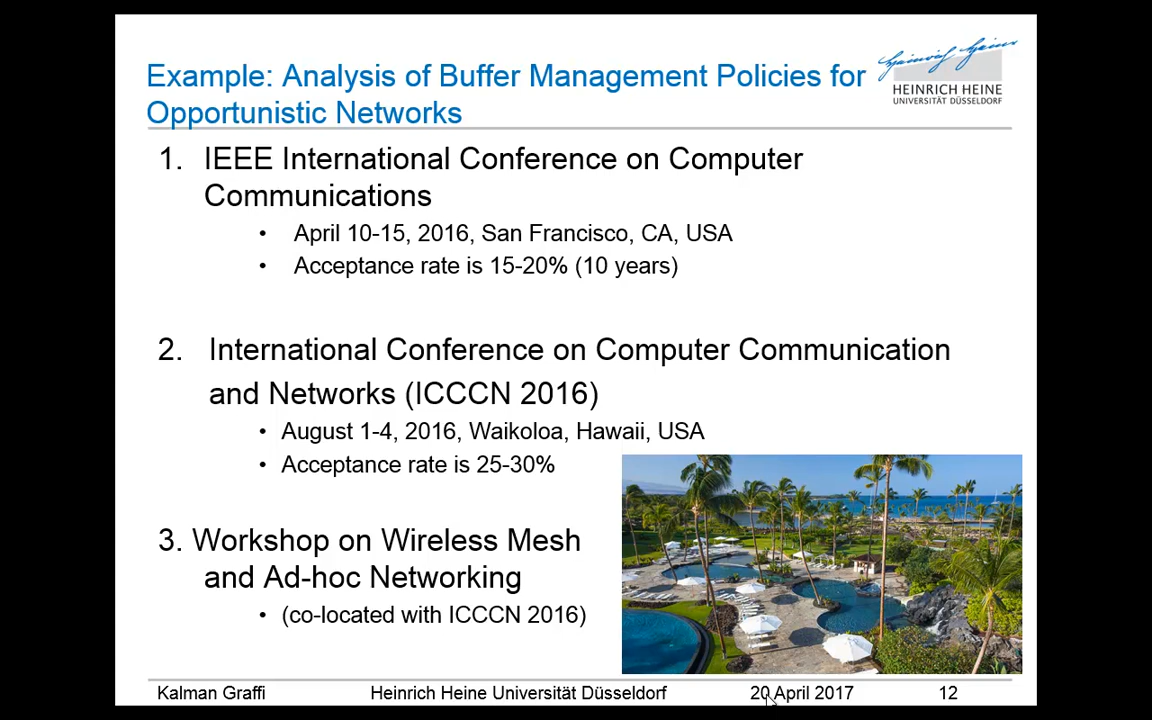 Example: Analysis of Buffer Management Policies for
Opportunistic Networks
Heinrich Heine
HEINRICH HEINE
UNIVERSITÄT DÜSSELDORF
1. IEEE International Conference on Computer
Communications
• April 10-15, 2016, San Francisco, CA, USA
• Acceptance rate is 15-20% (10 years)
2. International Conference on Computer Communication
and Networks (ICCCN 2016)
• August 1-4, 2016, Waikoloa, Hawaii, USA
• Acceptance rate is 25-30%
3. Workshop on Wireless Mesh
and Ad-hoc Networking
• (co-located with ICCCN 2016)
Kalman Graffi Heinrich Heine Universität Düsseldorf 20 April 2017 12